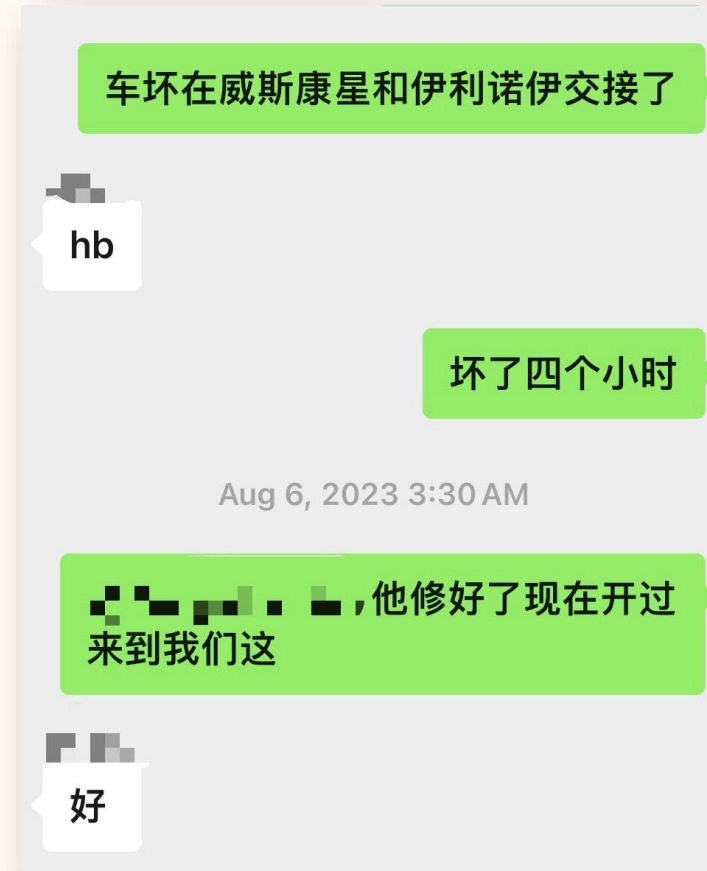 车坏在威斯康星和伊利诺伊交接了
hb
坏了四个小时
Aug 6, 2023 3:30 AM
,他修好了现在开过
来到我们这
好